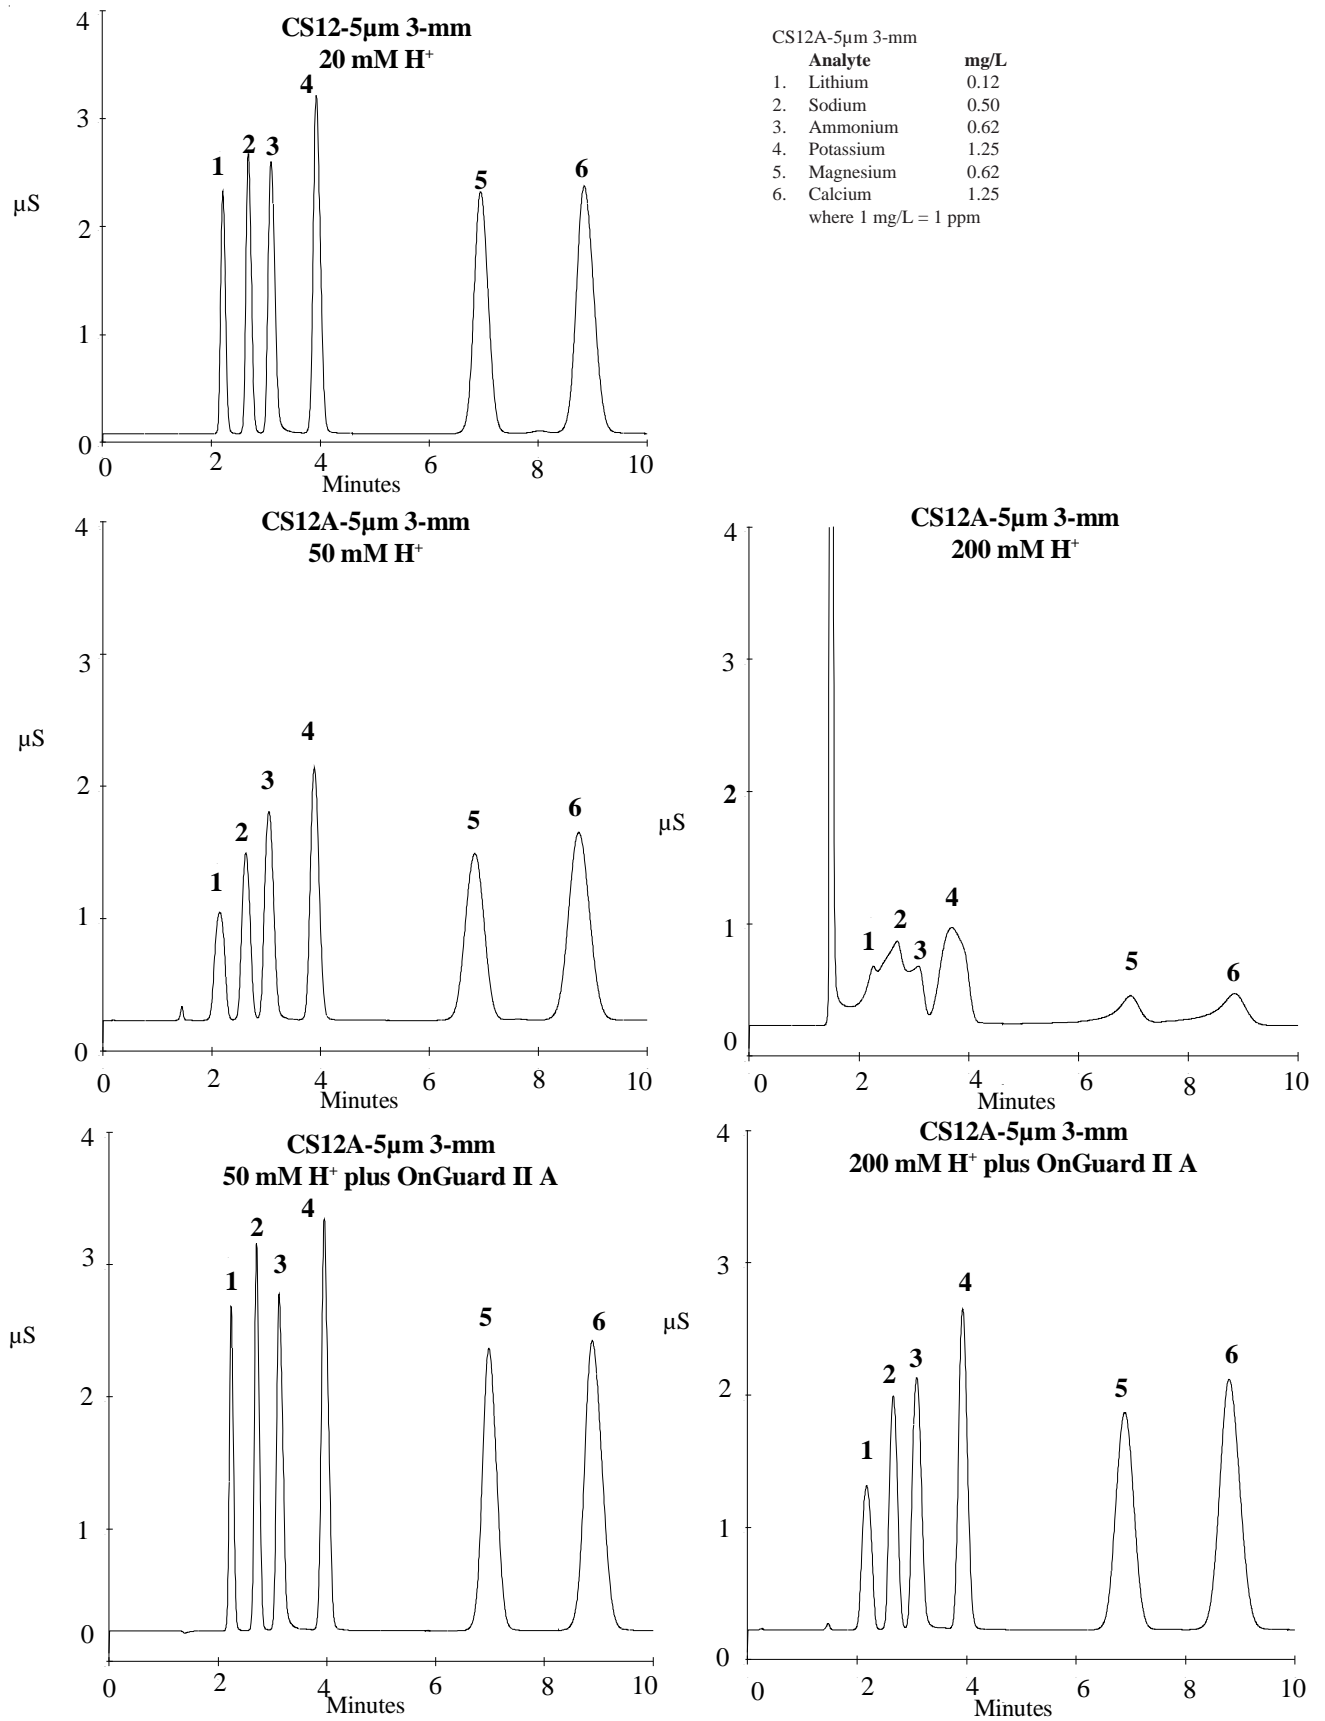 CS12-5µm 3-mm
20 mM H⁺
4
3
2
1
0
µS
1
2
3
4
5
6
0
2
4
6
8
10
Minutes
CS12A-5µm 3-mm
Analyte mg/L
1. Lithium 0.12
2. Sodium 0.50
3. Ammonium 0.62
4. Potassium 1.25
5. Magnesium 0.62
6. Calcium 1.25
where 1 mg/L = 1 ppm
CS12A-5µm 3-mm
50 mM H⁺
4
3
2
1
0
µS
1
2
3
4
5
6
0
2
4
6
8
10
Minutes
CS12A-5µm 3-mm
200 mM H⁺
4
3
2
1
0
µS
1
2
3
4
5
6
0
2
4
6
8
10
Minutes
CS12A-5µm 3-mm
50 mM H⁺ plus OnGuard II A
4
3
2
1
0
µS
1
2
3
4
5
6
0
2
4
6
8
10
Minutes
CS12A-5µm 3-mm
200 mM H⁺ plus OnGuard II A
4
3
2
1
0
µS
1
2
3
4
5
6
0
2
4
6
8
10
Minutes